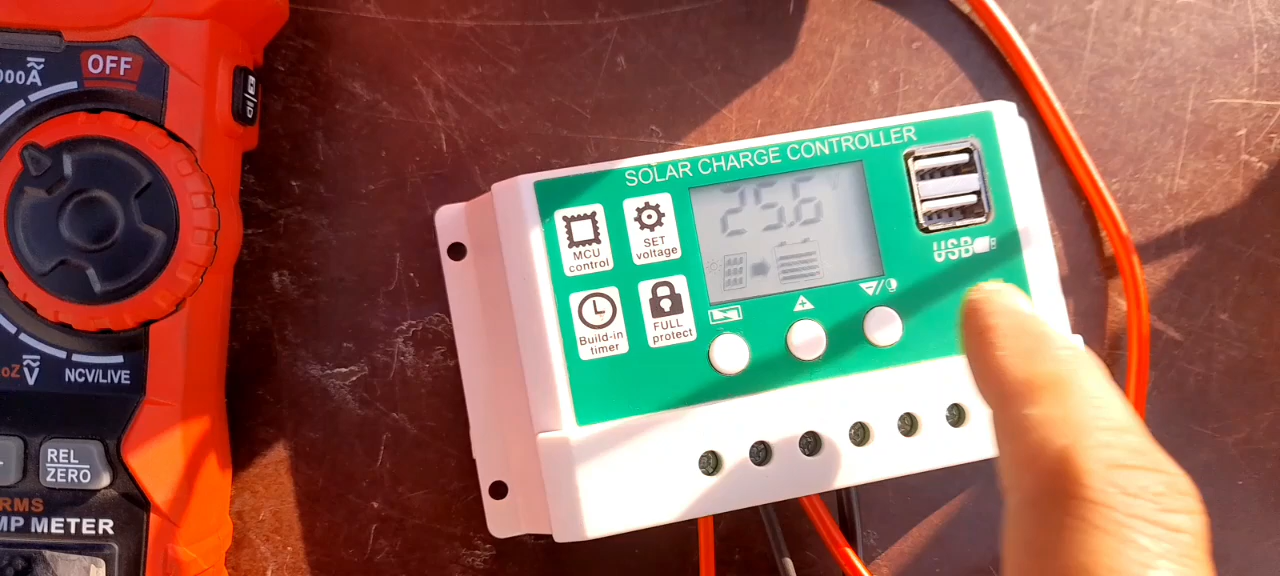 000A
OFF
V
NCV/LIVE
REL
ZERO
RMS
MP METER
SOLAR CHARGE CONTROLLER
MCU
control
SET
voltage
Build-in
timer
FULL
protect
25.6
USB